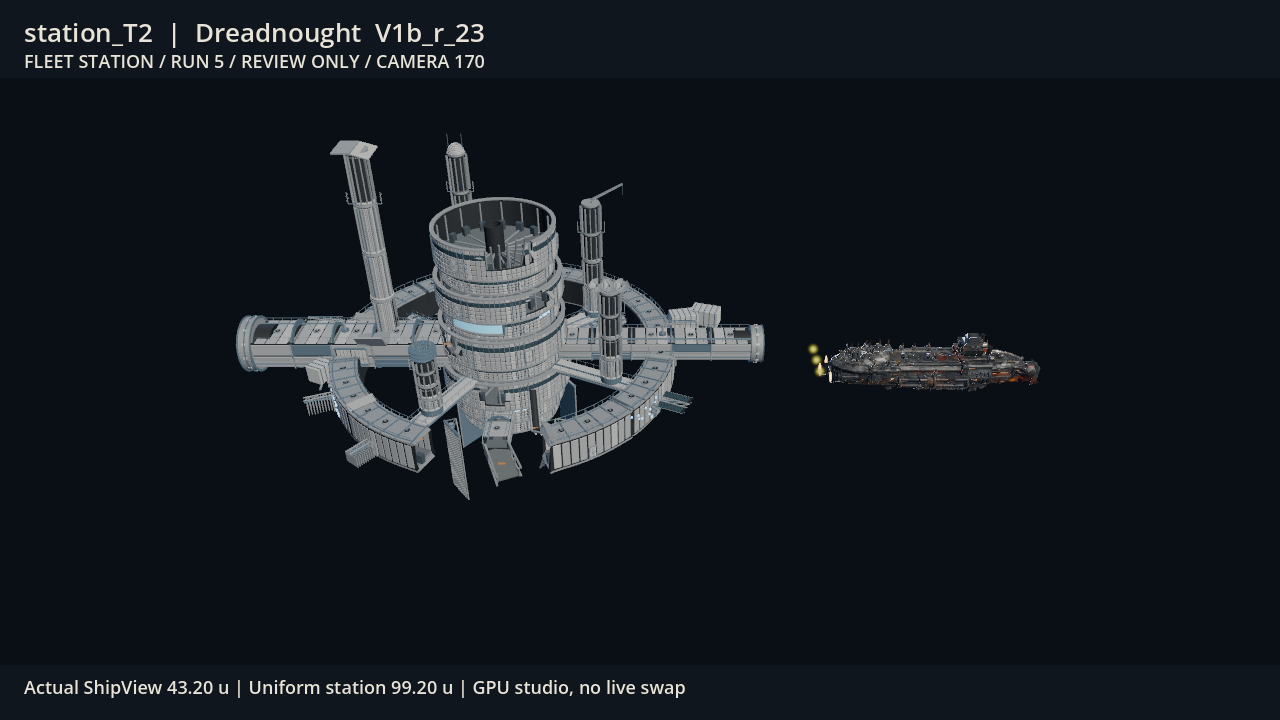 station_T2 | Dreadnought V1b_r_23
FLEET STATION / RUN 5 / REVIEW ONLY / CAMERA 170
Actual ShipView 43.20 u | Uniform station 99.20 u | GPU studio, no live swap